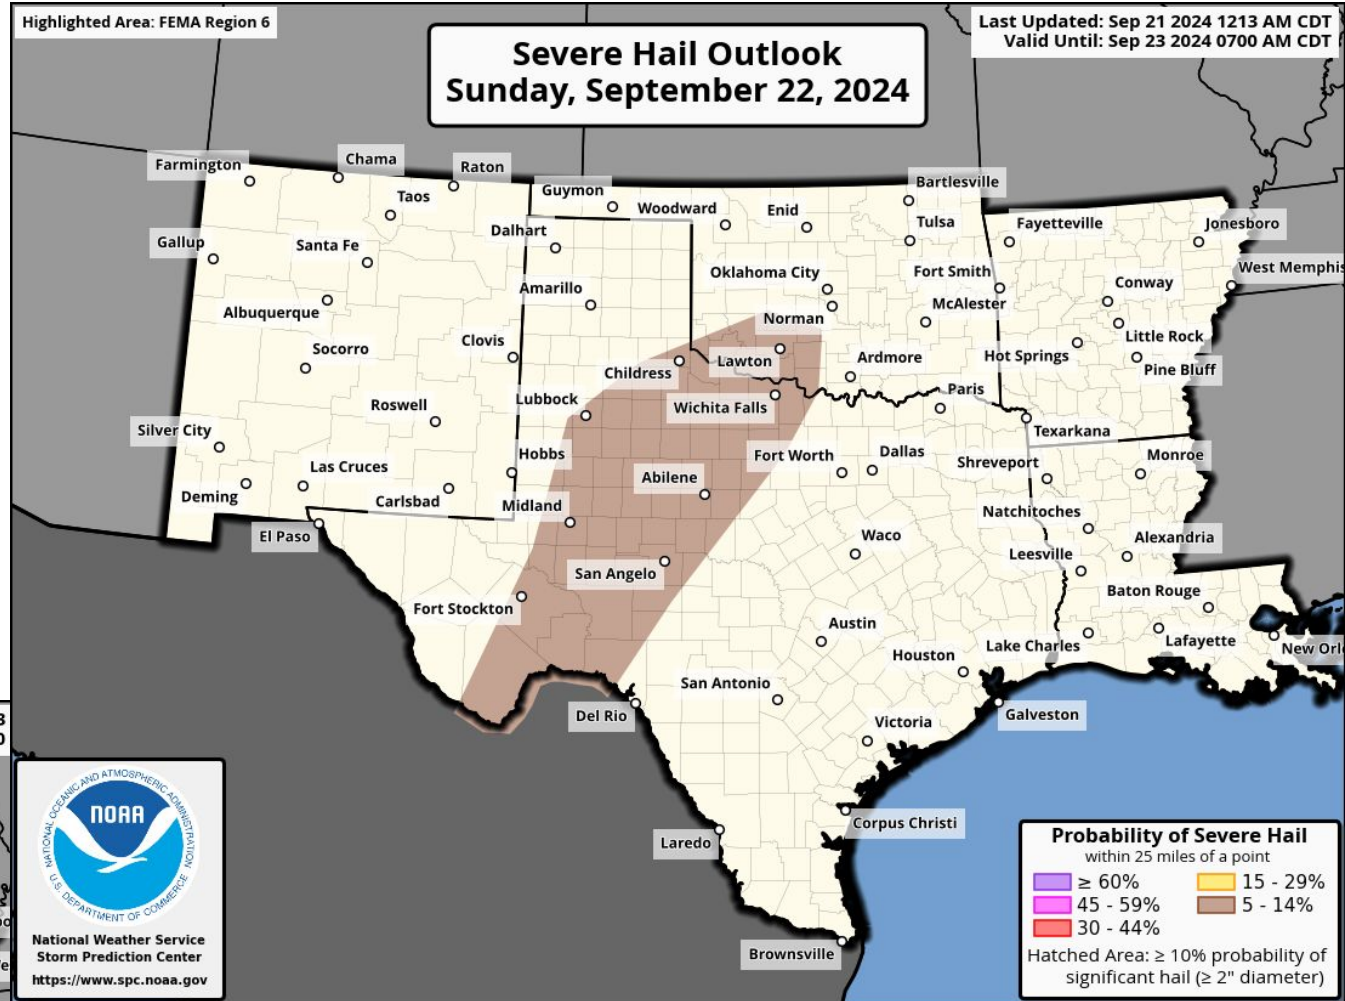 Highlighted Area: FEMA Region 6
Last Updated: Sep 21 2024 1213 AM CDT
Valid Until: Sep 23 2024 0700 AM CDT
Severe Hail Outlook
Sunday, September 22, 2024
Farmington
Chama
Raton
Taos
Guymon
Woodward
Enid
Bartlesville
Tulsa
Fayetteville
Jonesboro
Gallup
Santa Fe
Dalhart
Oklahoma City
Fort Smith
West Memphis
Amarillo
Conway
Albuquerque
Norman
McAlester
Socorro
Clovis
Little Rock
Childress
Lawton
Ardmore
Hot Springs
Pine Bluff
Roswell
Lubbock
Wichita Falls
Paris
Silver City
Texarkana
Hobbs
Fort Worth
Dallas
Shreveport
Monroe
Las Cruces
Abilene
Deming
Carlsbad
Midland
Natchitoches
El Paso
Waco
Alexandria
Leesville
San Angelo
Baton Rouge
Fort Stockton
Austin
Lake Charles
Lafayette
New Orl
Houston
San Antonio
Del Rio
Galveston
Victoria
Corpus Christi
Laredo
Brownsville
3
0
NATIONAL OCEANIC AND ATMOSPHERIC ADMINISTRATION
NOAA
U.S. DEPARTMENT OF COMMERCE
National Weather Service
Storm Prediction Center
https://www.spc.noaa.gov
Probability of Severe Hail
within 25 miles of a point
≥ 60%
15 - 29%
45 - 59%
5 - 14%
30 - 44%
Hatched Area: ≥ 10% probability of
significant hail (≥ 2" diameter)